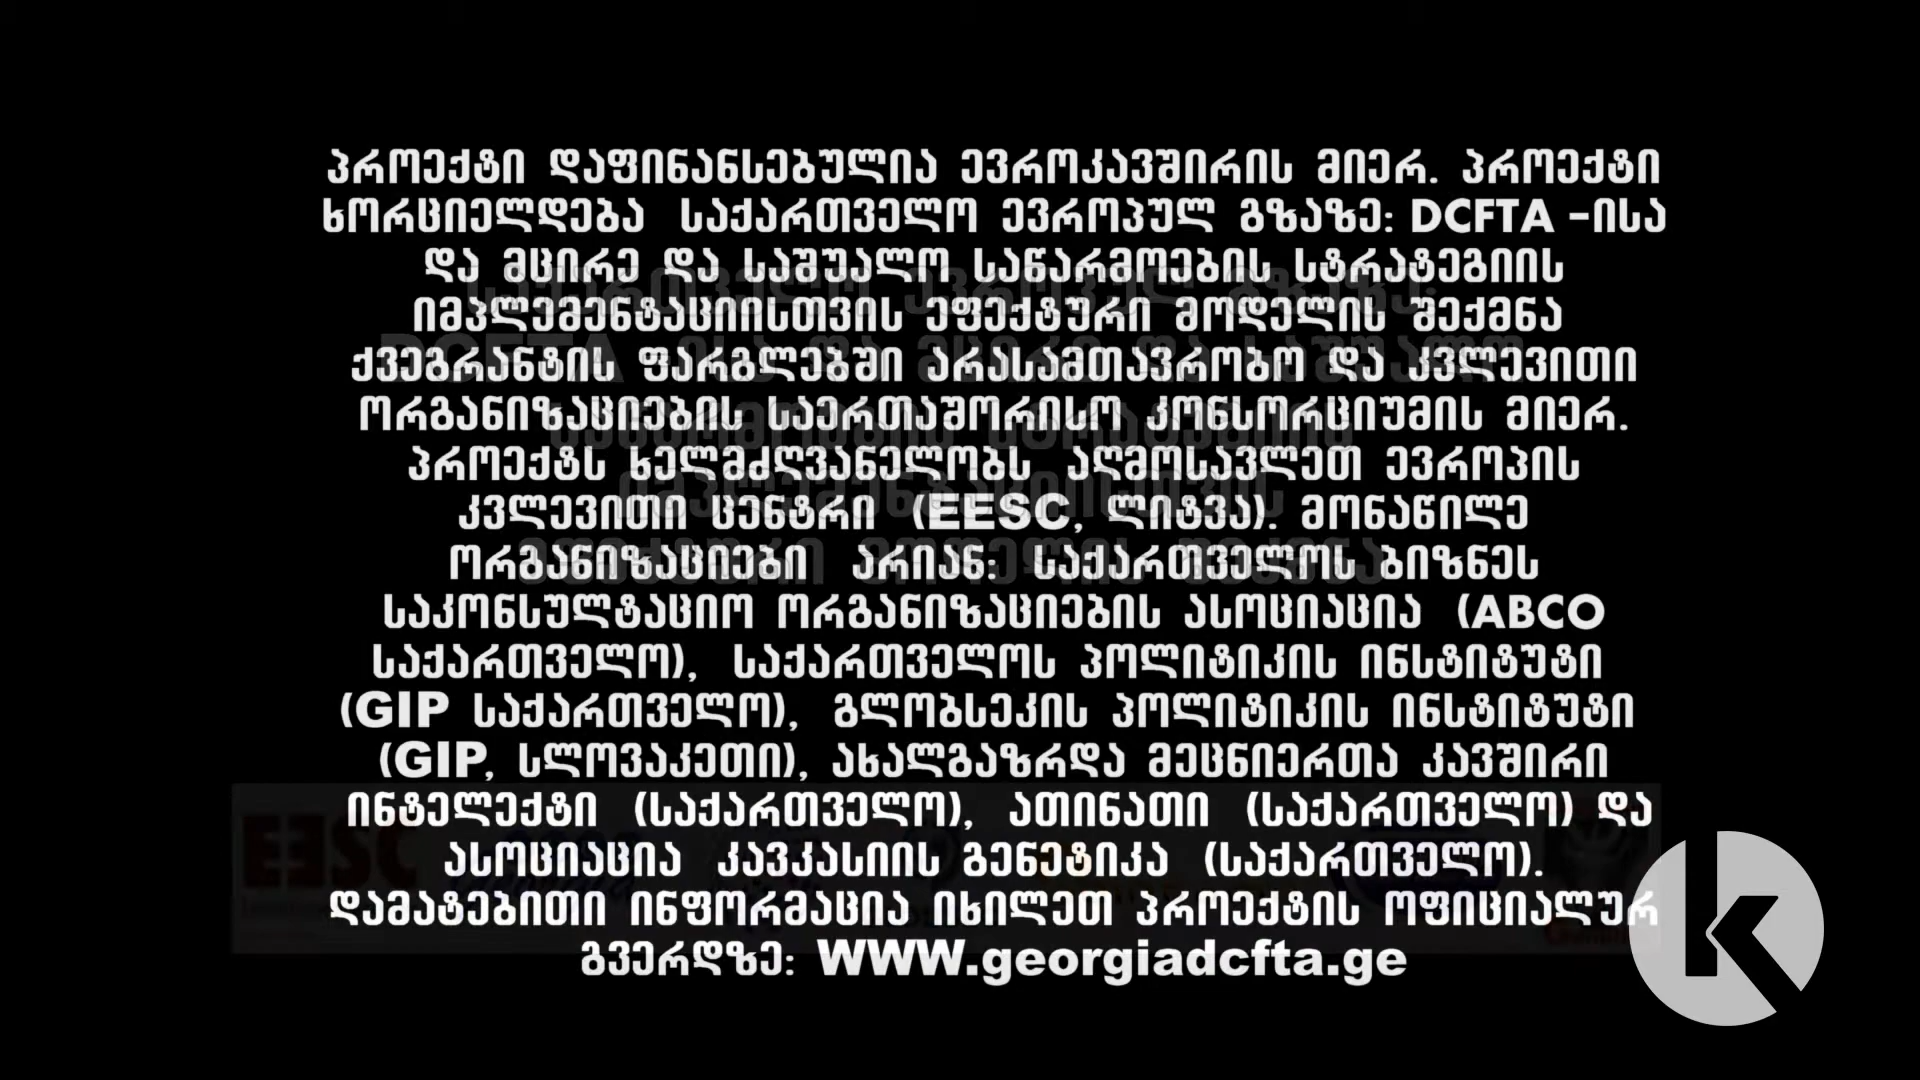 პროექტი დაფინანსებულია ევროკავშირის მიერ. პროექტი
ხორციელდება საქართველო ევროპულ გზაზე: DCFTA -ისა
და მცირე და საშუალო საწარმოების სტრატეგიის
იმპლემენტაციისთვის ეფექტური მოდელის შექმნა
ქვეგრანტის ფარგლებში არასამთავრობო და კვლევითი
ორგანიზაციების საერთაშორისო კონსორციუმის მიერ.
პროექტს ხელმძღვანელობს აღმოსავლეთ ევროპის
კვლევითი ცენტრი (EESC, ლიტვა). მონაწილე
ორგანიზაციები არიან: საქართველოს ბიზნეს
საკონსულტაციო ორგანიზაციების ასოციაცია (ABCO
საქართველო), საქართველოს პოლიტიკის ინსტიტუტი
(GIP საქართველო), გლობსეკის პოლიტიკის ინსტიტუტი
(GIP, სლოვაკეთი), ახალგაზრდა მეცნიერთა კავშირი
ინტელექტი (საქართველო), ათინათი (საქართველო) და
ასოციაცია კავკასიის გენეტიკა (საქართველო).
დამატებითი ინფორმაცია იხილეთ პროექტის ოფიციალურ
გვერდზე: WWW.georgiadcfta.ge
k